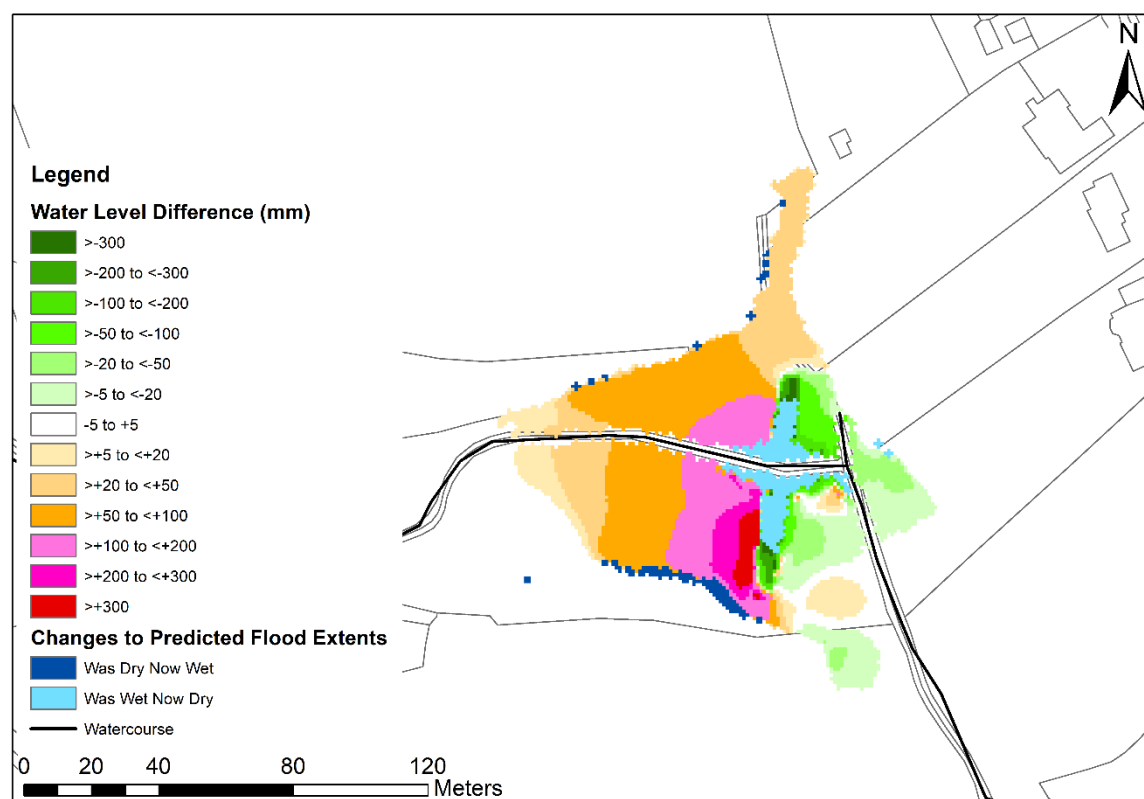 N
Legend
Water Level Difference (mm)
>-300
>-200 to <-300
>-100 to <-200
>-50 to <-100
>-20 to <-50
>-5 to <-20
-5 to +5
>+5 to <+20
>+20 to <+50
>+50 to <+100
>+100 to <+200
>+200 to <+300
>+300
Changes to Predicted Flood Extents
Was Dry Now Wet
Was Wet Now Dry
Watercourse
0 20 40 80 120
Meters